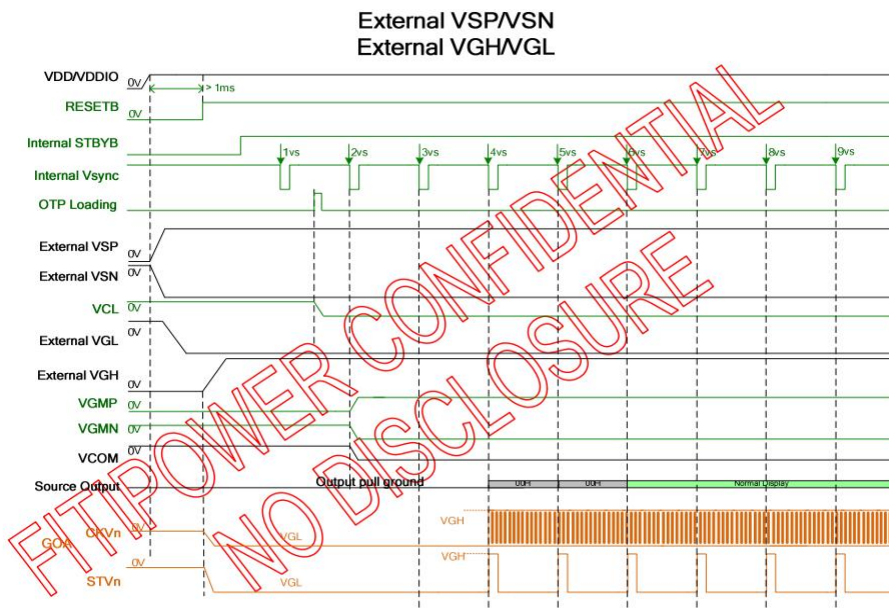 External VSP/VSN
External VGH/VGL
VDD/VDDIO 0V
> 1ms
RESETB 0V
Internal STBYB
1vs 2vs 3vs 4vs 5vs 6vs 7vs 8vs 9vs
Internal Vsync
OTP Loading
External VSP 0V
External VSN 0V
VCL 0V
External VGL 0V
External VGH 0V
VGMP 0V
VGMN 0V
VCOM 0V
Source Output Output pull ground 00H 00H Normal Display
GOA
CKVn 0V VGL VGH
STVn 0V VGL VGH
FITIPOWER CONFIDENTIAL
NO DISCLOSURE